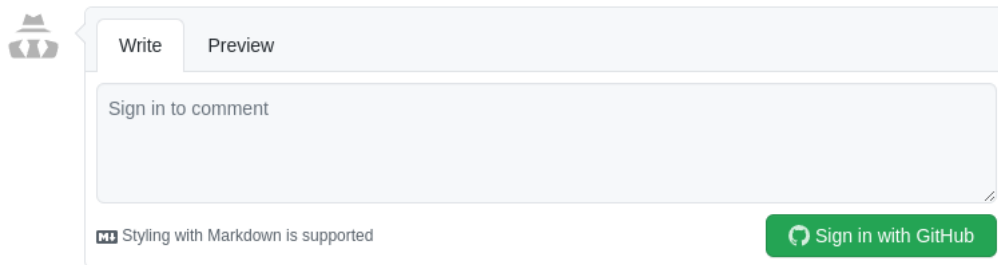 Write Preview
Sign in to comment
M↓ Styling with Markdown is supported
Sign in with GitHub